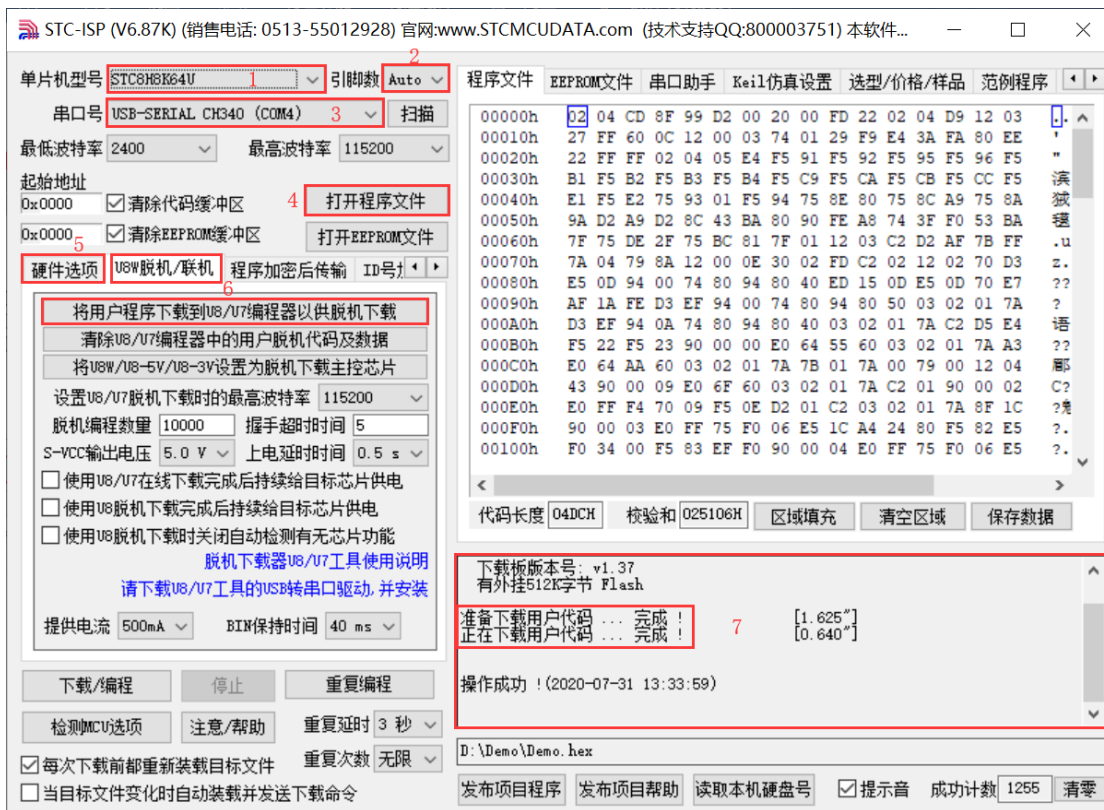 STC-ISP (V6.87K) (销售电话: 0513-55012928) 官网:www.STCMCUDATA.com (技术支持QQ:800003751) 本软件...
单片机型号 STC8H8K64U 1 引脚数 Auto 2
串口号 USB-SERIAL CH340 (COM4) 3 扫描
最低波特率 2400 最高波特率 115200
起始地址
0x0000 清除代码缓冲区 4 打开程序文件
0x0000 清除EEPROM缓冲区 打开EEPROM文件
5
硬件选项 U8W脱机/联机 程序加密后传输 ID号
6
将用户程序下载到U8/U7编程器以供脱机下载
清除U8/U7编程器中的用户脱机代码及数据
将U8W/U8-5V/U8-3V设置为脱机下载主控芯片
设置U8/U7脱机下载时的最高波特率 115200
脱机编程数量 10000 握手超时时间 5
S-VCC输出电压 5.0 V 上电延时时间 0.5 s
使用U8/U7在线下载完成后持续给目标芯片供电
使用U8脱机下载完成后持续给目标芯片供电
使用U8脱机下载时关闭自动检测有无芯片功能
脱机下载器U8/U7工具使用说明
请下载U8/U7工具的USB转串口驱动,并安装
提供电流 500mA BIN保持时间 40 ms
下载/编程 停止 重复编程
检测MCU选项 注意/帮助 重复延时 3 秒
每次下载前都重新装载目标文件 重复次数 无限
当目标文件变化时自动装载并发送下载命令
程序文件 EEPROM文件 串口助手 Keil仿真设置 选型/价格/样品 范例程序
00000h 02 04 CD 8F 99 D2 00 20 00 FD 22 02 04 D9 12 03 ..
00010h 27 FF 60 0C 12 00 03 74 01 29 F9 E4 3A FA 80 EE '
00020h 22 FF FF 02 04 05 E4 F5 91 F5 92 F5 95 F5 96 F5 "
00030h B1 F5 B2 F5 B3 F5 B4 F5 C9 F5 CA F5 CB F5 CC F5 滨
00040h E1 F5 E2 75 93 01 F5 94 75 8E 80 75 8C A9 75 8A
00050h 9A D2 A9 D2 8C 43 BA 80 90 FE A8 74 3F F0 53 BA
00060h 7F 75 DE 2F 75 BC 81 7F 01 12 03 C2 D2 AF 7B FF .u
00070h 7A 04 79 8A 12 00 0E 30 02 FD C2 02 12 02 70 D3 z.
00080h E5 0D 94 00 74 80 94 80 40 ED 15 0D E5 0D 70 E7 ??
00090h AF 1A FE D3 EF 94 00 74 80 94 80 50 03 02 01 7A ?
000A0h D3 EF 94 0A 74 80 94 80 40 03 02 01 7A C2 D5 E4 语
000B0h F5 22 F5 23 90 00 00 E0 64 55 60 03 02 01 7A A3 ??
000C0h E0 64 AA 60 03 02 01 7A 7B 01 7A 00 79 00 12 04 郿
000D0h 43 90 00 09 E0 6F 60 03 02 01 7A C2 01 90 00 02 C?
000E0h E0 FF F4 70 09 F5 0E D2 01 C2 03 02 01 7A 8F 1C
000F0h 90 00 03 E0 FF 75 F0 06 E5 1C A4 24 80 F5 82 E5 ?.
00100h F0 34 00 F5 83 EF F0 90 00 04 E0 FF 75 F0 06 E5 ?.
代码长度 04DCH 校验和 025106H 区域填充 清空区域 保存数据
下载板版本号: v1.37
有外挂512K字节 Flash
准备下载用户代码 ... 完成 ! [1.625"]
正在下载用户代码 ... 完成 ! 7 [0.640"]
操作成功 !(2020-07-31 13:33:59)
D:\Demo\Demo.hex
发布项目程序 发布项目帮助 读取本机硬盘号 提示音 成功计数 1255 清零